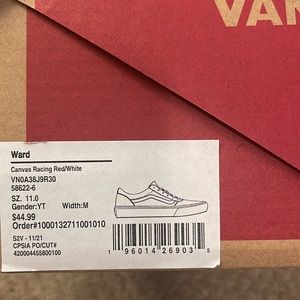 VAN
Ward
Canvas Racing Red/White
VN0A38J9R30
58622-6
SZ. 11.0
Gender:YT Width:M
$44.99
Order#1000132711001010
S2V - 11/21
CPSIA PO/CUT#
420004455800100
1 96014 26903 5